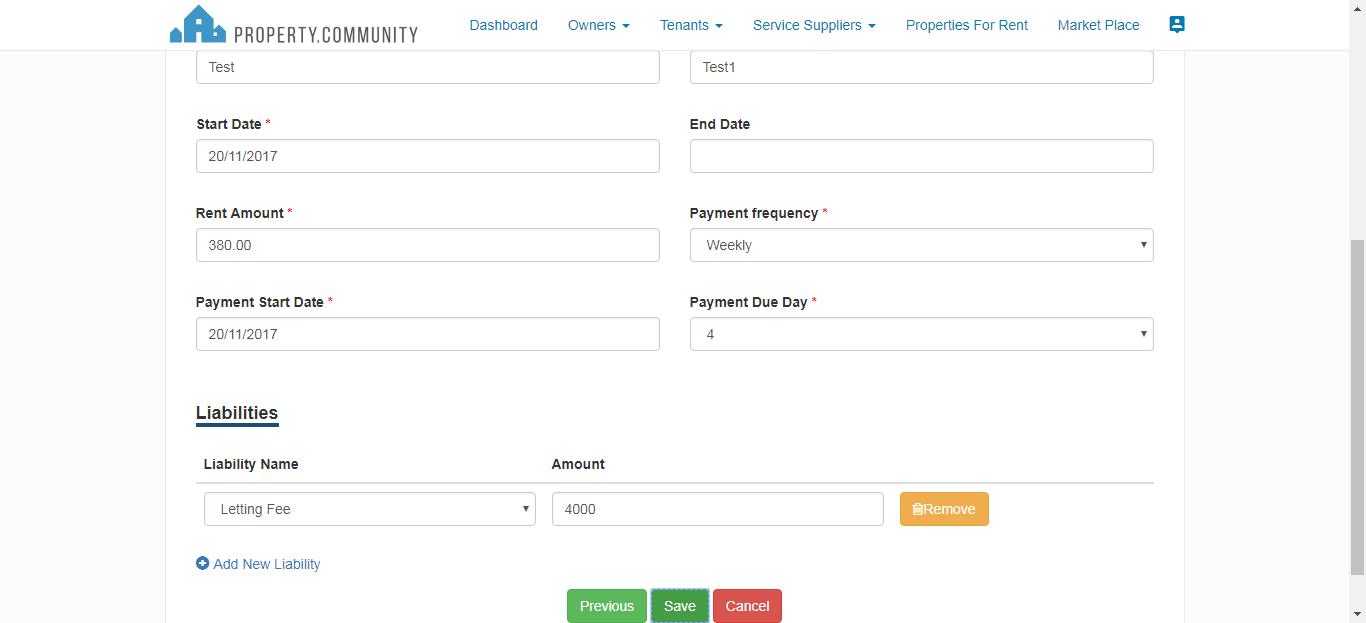 PROPERTY.COMMUNITY Dashboard Owners Tenants Service Suppliers Properties For Rent Market Place
Test Test1
Start Date * End Date
20/11/2017
Rent Amount * Payment frequency *
380.00 Weekly
Payment Start Date * Payment Due Day *
20/11/2017 4
Liabilities
Liability Name Amount
Letting Fee 4000 Remove
Add New Liability
Previous Save Cancel